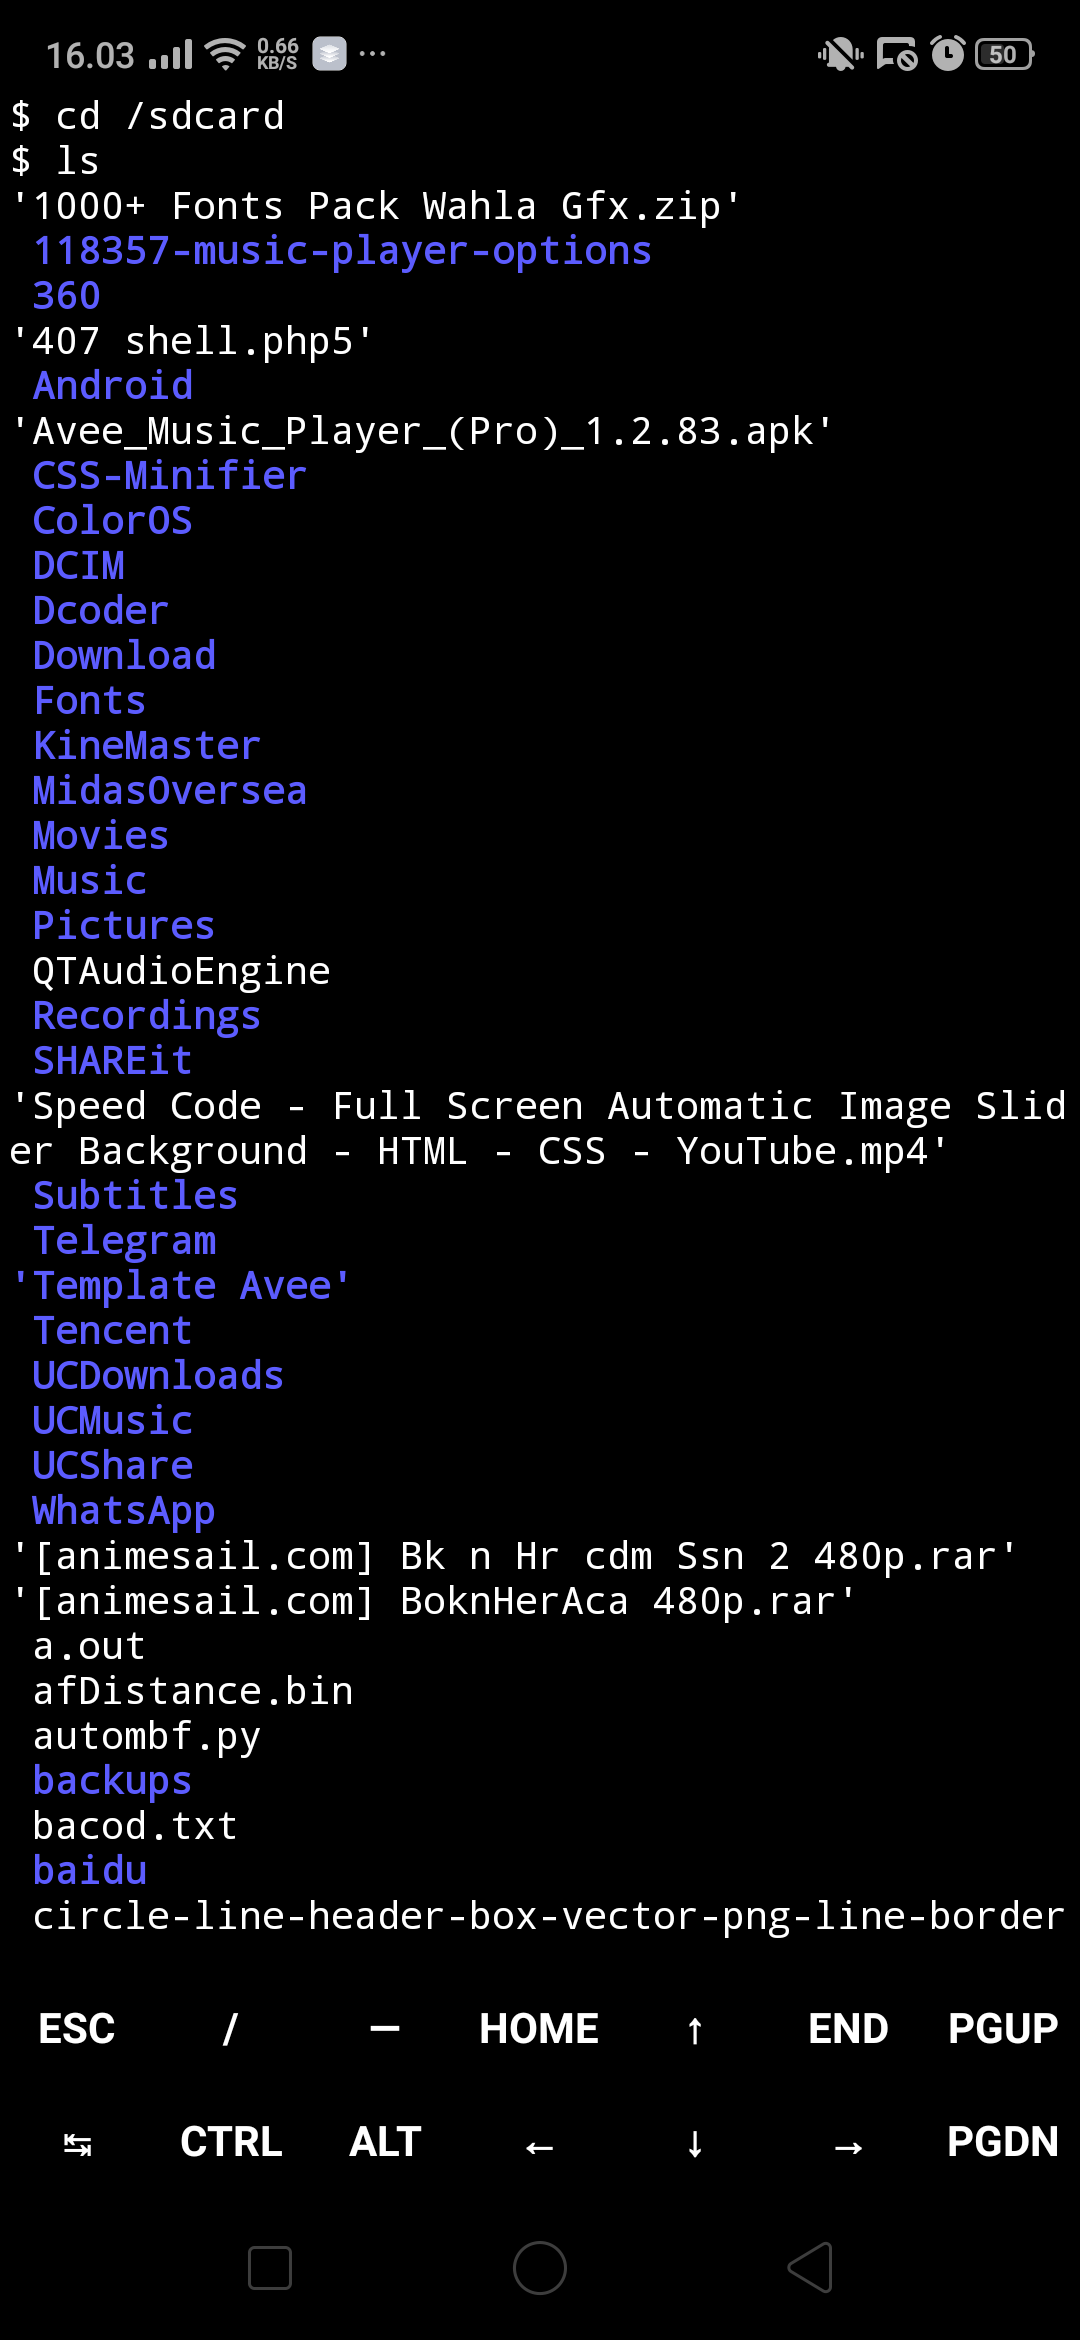 16.03 0.66 KB/S ... 50
$ cd /sdcard
$ ls
'1000+ Fonts Pack Wahla Gfx.zip'
118357-music-player-options
360
'407 shell.php5'
Android
'Avee_Music_Player_(Pro)_1.2.83.apk'
CSS-Minifier
ColorOS
DCIM
Dcoder
Download
Fonts
KineMaster
MidasOversea
Movies
Music
Pictures
QTAudioEngine
Recordings
SHAREit
'Speed Code - Full Screen Automatic Image Slid
er Background - HTML - CSS - YouTube.mp4'
Subtitles
Telegram
'Template Avee'
Tencent
UCDownloads
UCMusic
UCShare
WhatsApp
'[animesail.com] Bk n Hr cdm Ssn 2 480p.rar'
'[animesail.com] BoknHerAca 480p.rar'
a.out
afDistance.bin
autombf.py
backups
bacod.txt
baidu
circle-line-header-box-vector-png-line-border
ESC / — HOME ↑ END PGUP
↹ CTRL ALT ← ↓ → PGDN